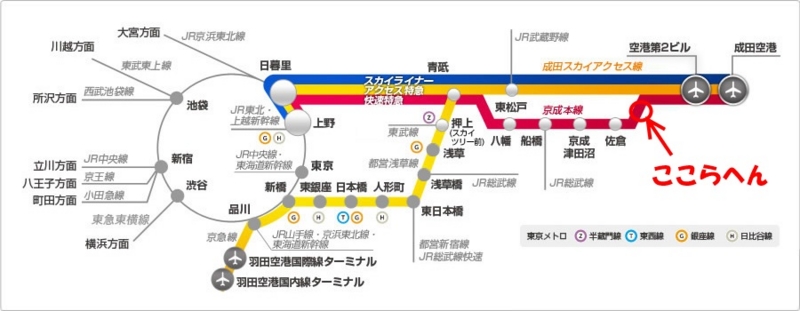 大宮方面
JR京浜東北線
川越方面
東武東上線
日暮里
青砥
JR武蔵野線
空港第2ビル
成田空港
スカイライナー
成田スカイアクセス線
アクセス特急
快速特急
所沢方面
西武池袋線
池袋
JR東北・
上越新幹線
G
H
上野
東松戸
京成本線
Z
押上
(スカイ
ツリー前)
八幡
船橋
京成
津田沼
佐倉
東武線
G
浅草
ここらへん
立川方面
JR中央線
新宿
八王子方面
京王線
町田方面
小田急線
JR中央線・
東海道新幹線
東京
都営浅草線
浅草橋
JR総武線
JR総武線
渋谷
東急東横線
横浜方面
新橋
東銀座
日本橋
人形町
G
H
T
G
H
東日本橋
品川
京急線
JR山手線・京浜東北線・
東海道新幹線
都営新宿線
JR総武線快速
東京メトロ
Z
半蔵門線
T
東西線
G
銀座線
H
日比谷線
羽田空港国際線ターミナル
羽田空港国内線ターミナル